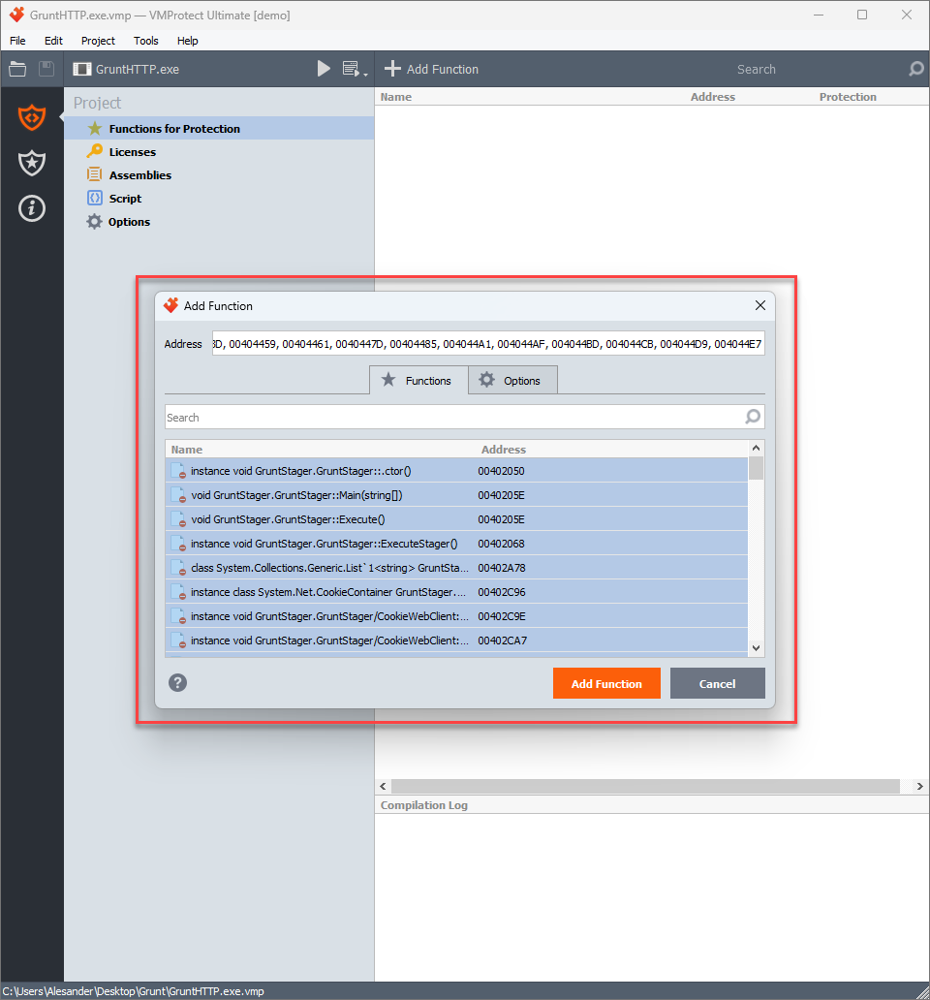 GruntHTTP.exe.vmp — VMProtect Ultimate [demo]
File Edit Project Tools Help
GruntHTTP.exe
Add Function
Search
Project
Functions for Protection
Licenses
Assemblies
Script
Options
Name Address Protection
Add Function
Address
3D, 00404459, 00404461, 0040447D, 00404485, 004044A1, 004044AF, 004044BD, 004044CB, 004044D9, 004044E7
Functions
Options
Search
Name Address
instance void GruntStager.GruntStager::.ctor() 00402050
void GruntStager.GruntStager::Main(string[]) 0040205E
void GruntStager.GruntStager::Execute() 0040205E
instance void GruntStager.GruntStager::ExecuteStager() 00402068
class System.Collections.Generic.List`1<string> GruntSta... 00402A78
instance class System.Net.CookieContainer GruntStager.... 00402C96
instance void GruntStager.GruntStager/CookieWebClient:... 00402C9E
instance void GruntStager.GruntStager/CookieWebClient:... 00402CA7
?
Add Function
Cancel
Compilation Log
C:\Users\Alesander\Desktop\Grunt\GruntHTTP.exe.vmp